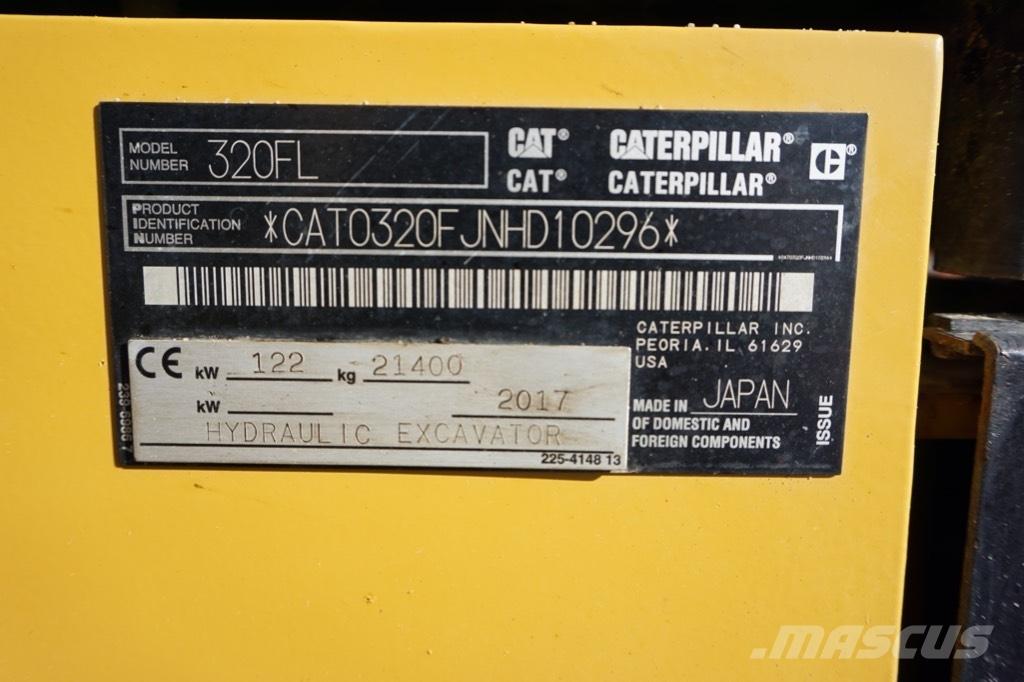 MODEL
NUMBER 320FL
CAT® CATERPILLAR®
CAT® CATERPILLAR®
PRODUCT
IDENTIFICATION
NUMBER *CAT0320FJNHD10296*
CATERPILLAR INC.
PEORIA. IL 61629
USA
CE kW 122 kg 21400
kW 2017
HYDRAULIC EXCAVATOR
225-4148 13
MADE IN JAPAN
OF DOMESTIC AND
FOREIGN COMPONENTS
ISSUE
.MASCUS